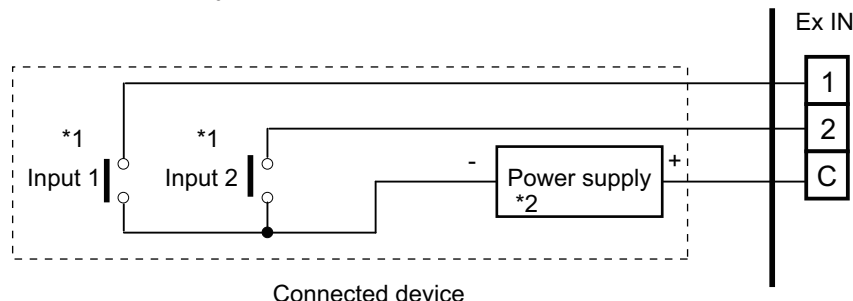 Ex IN
1
2
C
*1
Input 1
*1
Input 2
-
Power supply
*2
+
Connected device